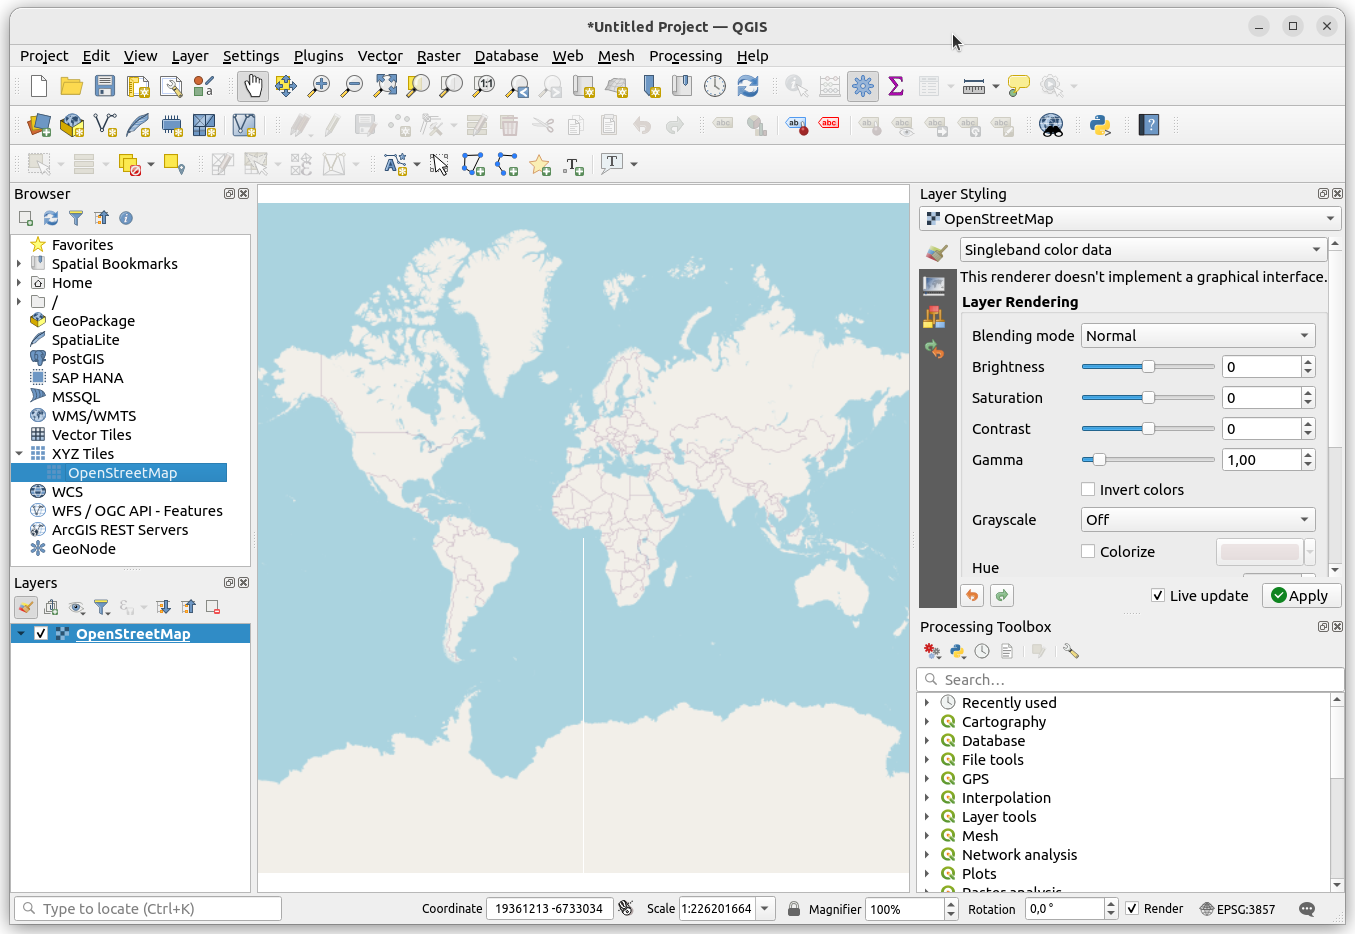 *Untitled Project — QGIS
Project Edit View Layer Settings Plugins Vector Raster Database Web Mesh Processing Help
Browser
Favorites
Spatial Bookmarks
Home
/
GeoPackage
SpatiaLite
PostGIS
SAP HANA
MSSQL
WMS/WMTS
Vector Tiles
XYZ Tiles
OpenStreetMap
WCS
WFS / OGC API - Features
ArcGIS REST Servers
GeoNode
Layers
OpenStreetMap
Layer Styling
OpenStreetMap
Singleband color data
This renderer doesn't implement a graphical interface.
Layer Rendering
Blending mode Normal
Brightness 0
Saturation 0
Contrast 0
Gamma 1,00
Invert colors
Grayscale Off
Colorize
Hue
Live update Apply
Processing Toolbox
Search…
Recently used
Cartography
Database
File tools
GPS
Interpolation
Layer tools
Mesh
Network analysis
Plots
Raster analysis
Type to locate (Ctrl+K) Coordinate 19361213 -6733034 Scale 1:226201664 Magnifier 100% Rotation 0,0 ° Render EPSG:3857